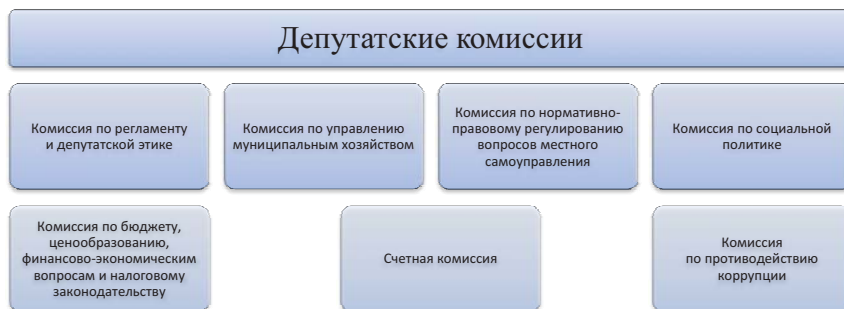 Депутатские комиссии
Комиссия по регламенту
и депутатской этике
Комиссия по управлению
муниципальным хозяйством
Комиссия по нормативно-
правовому регулированию
вопросов местного
самоуправления
Комиссия по социальной
политике
Комиссия по бюджету,
ценообразованию,
финансово-экономическим
вопросам и налоговому
законодательству
Счетная комиссия
Комиссия
по противодействию
коррупции